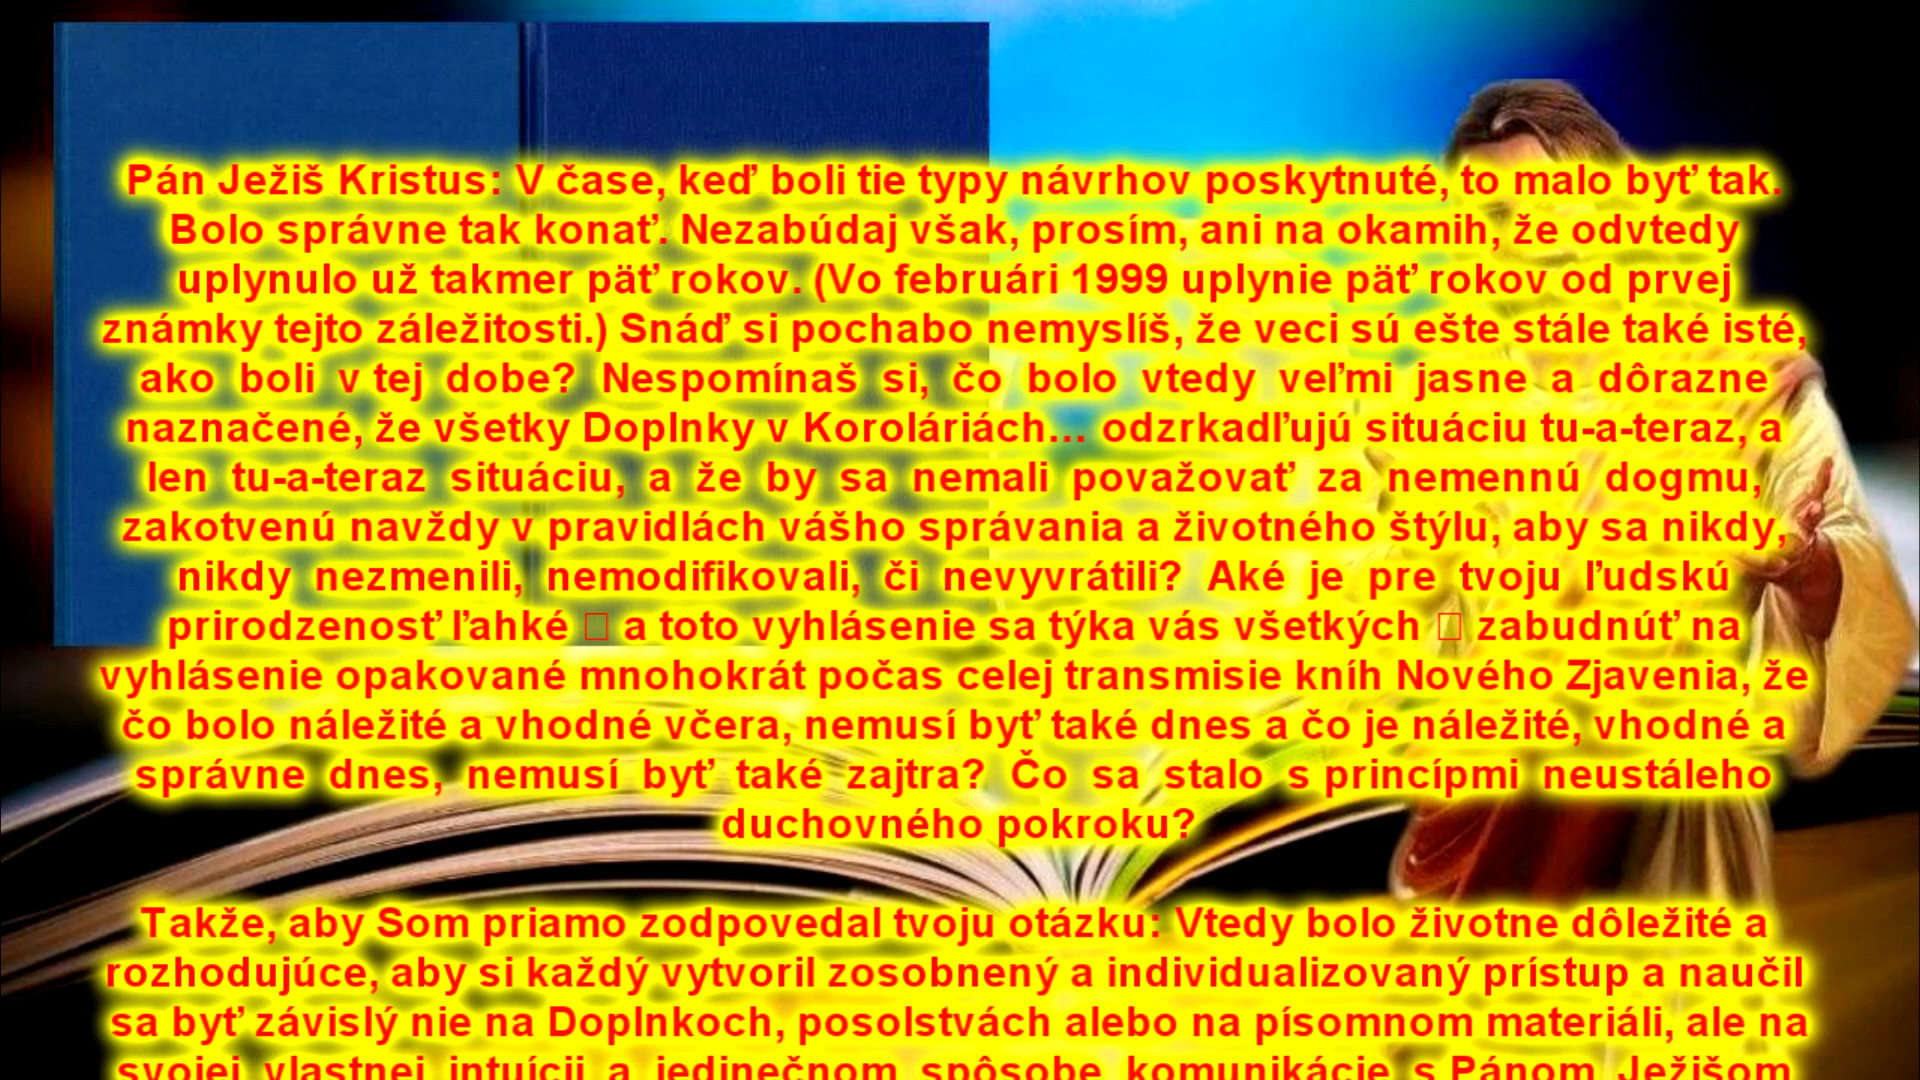 Pán Ježiš Kristus: V čase, keď boli tie typy návrhov poskytnuté, to malo byť tak.
Bolo správne tak konať. Nezabúdaj však, prosím, ani na okamih, že odvtedy
uplynulo už takmer päť rokov. (Vo februári 1999 uplynie päť rokov od prvej
známky tejto záležitosti.) Snáď si pochabo nemyslíš, že veci sú ešte stále také isté,
ako boli v tej dobe? Nespomínaš si, čo bolo vtedy veľmi jasne a dôrazne
naznačené, že všetky Doplnky v Koroláriách… odzrkadľujú situáciu tu-a-teraz, a
len tu-a-teraz situáciu, a že by sa nemali považovať za nemennú dogmu,
zakotvenú navždy v pravidlách vášho správania a životného štýlu, aby sa nikdy,
nikdy nezmenili, nemodifikovali, či nevyvrátili? Aké je pre tvoju ľudskú
prirodzenosť ľahké □ a toto vyhlásenie sa týka vás všetkých □ zabudnúť na
vyhlásenie opakované mnohokrát počas celej transmisie kníh Nového Zjavenia, že
čo bolo náležité a vhodné včera, nemusí byť také dnes a čo je náležité, vhodné a
správne dnes, nemusí byť také zajtra? Čo sa stalo s princípmi neustáleho
duchovného pokroku?
Takže, aby Som priamo zodpovedal tvoju otázku: Vtedy bolo životne dôležité a
rozhodujúce, aby si každý vytvoril zosobnený a individualizovaný prístup a naučil
sa byť závislý nie na Doplnkoch, posolstvách alebo na písomnom materiáli, ale na
svojej vlastnej intuícii a jedinečnom spôsobe komunikácie s Pánom Ježišom